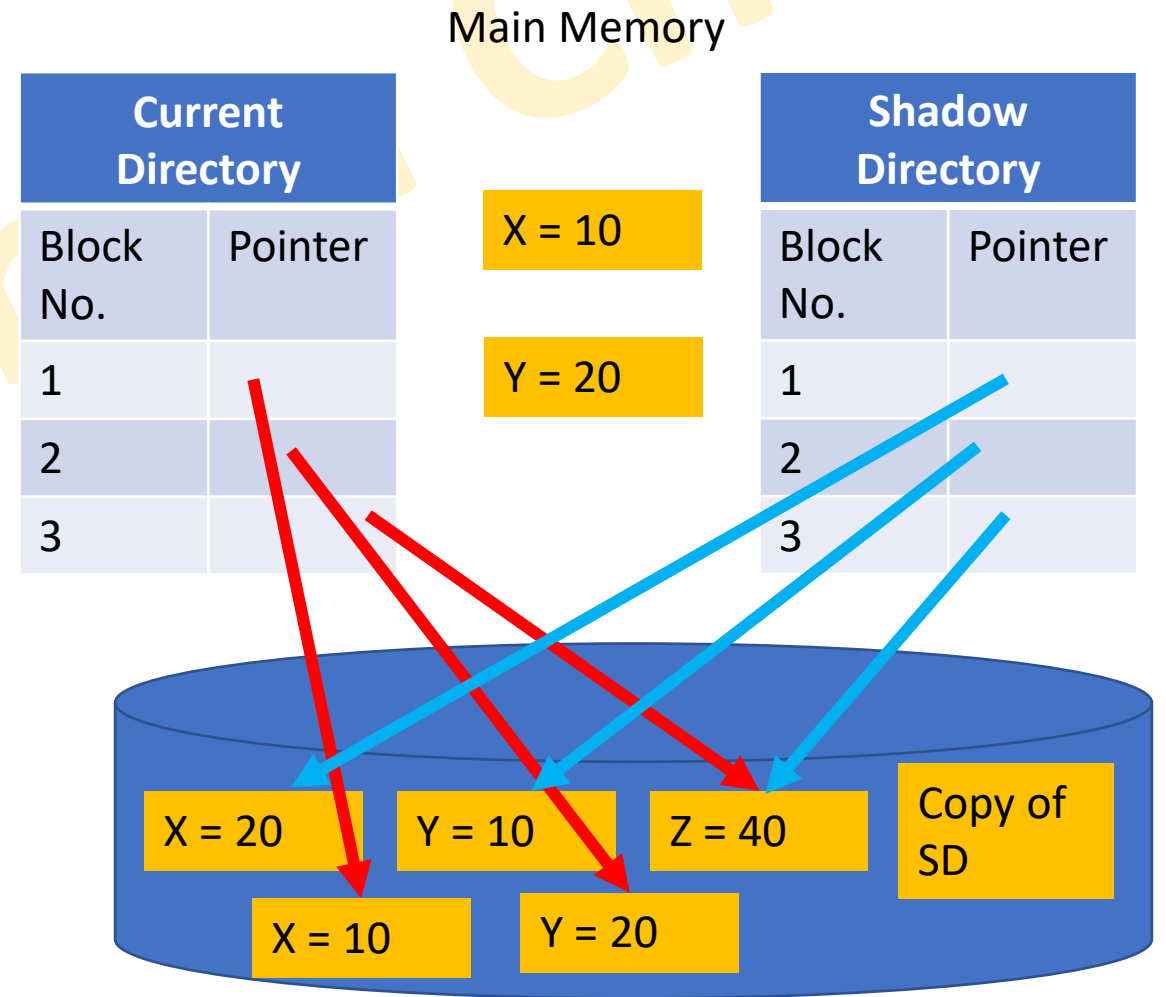 Main Memory
Current
Directory
Block
No.
Pointer
1
2
3
X = 10
Y = 20
Shadow
Directory
Block
No.
Pointer
1
2
3
X = 20
Y = 10
Z = 40
Copy of
SD
X = 10
Y = 20